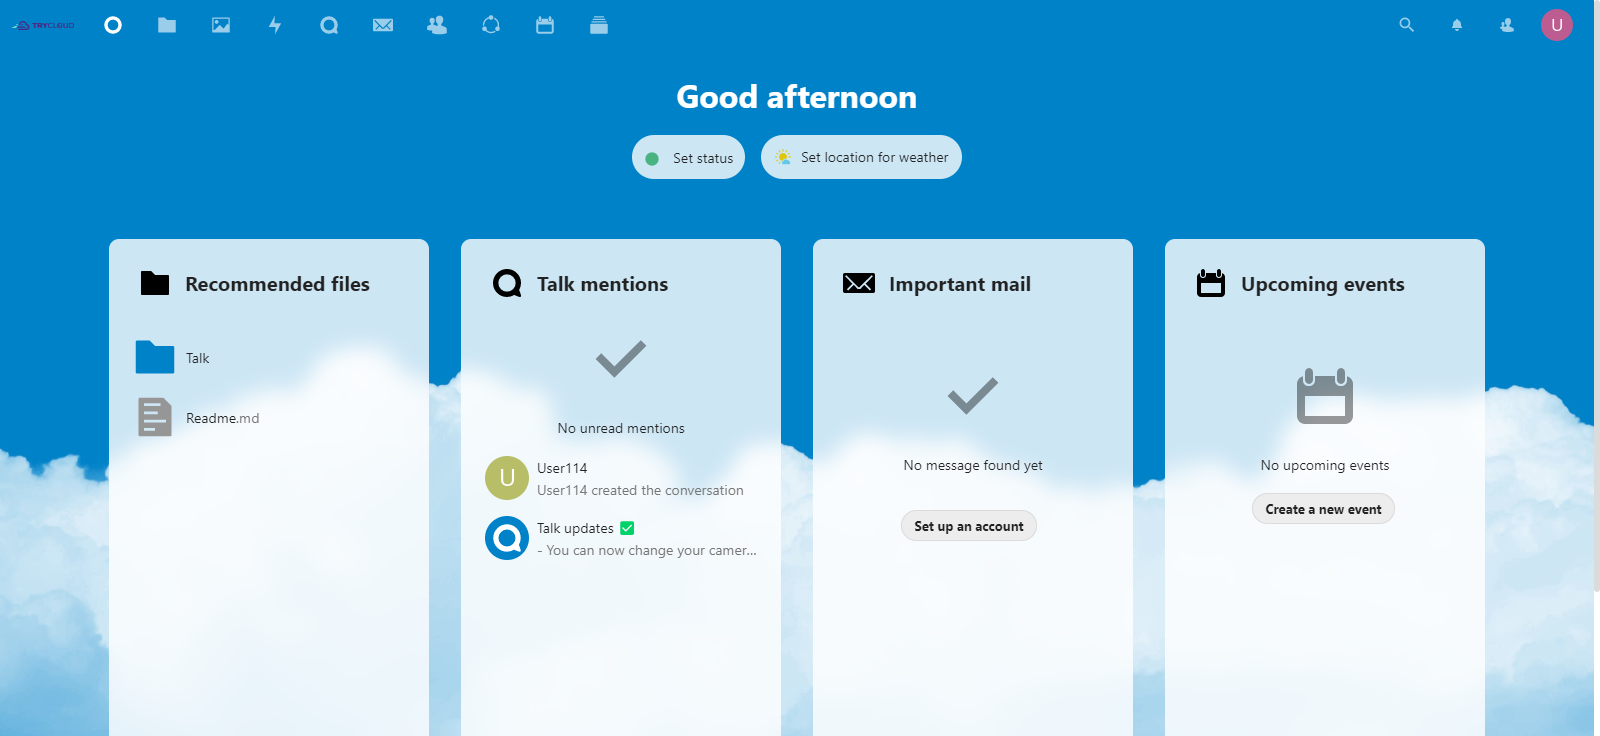 TRYCLOUD
U
Good afternoon
Set status
Set location for weather
Recommended files
Talk
Readme.md
Talk mentions
No unread mentions
U
User114
User114 created the conversation
Talk updates ✅
- You can now change your camer...
Important mail
No message found yet
Set up an account
Upcoming events
No upcoming events
Create a new event